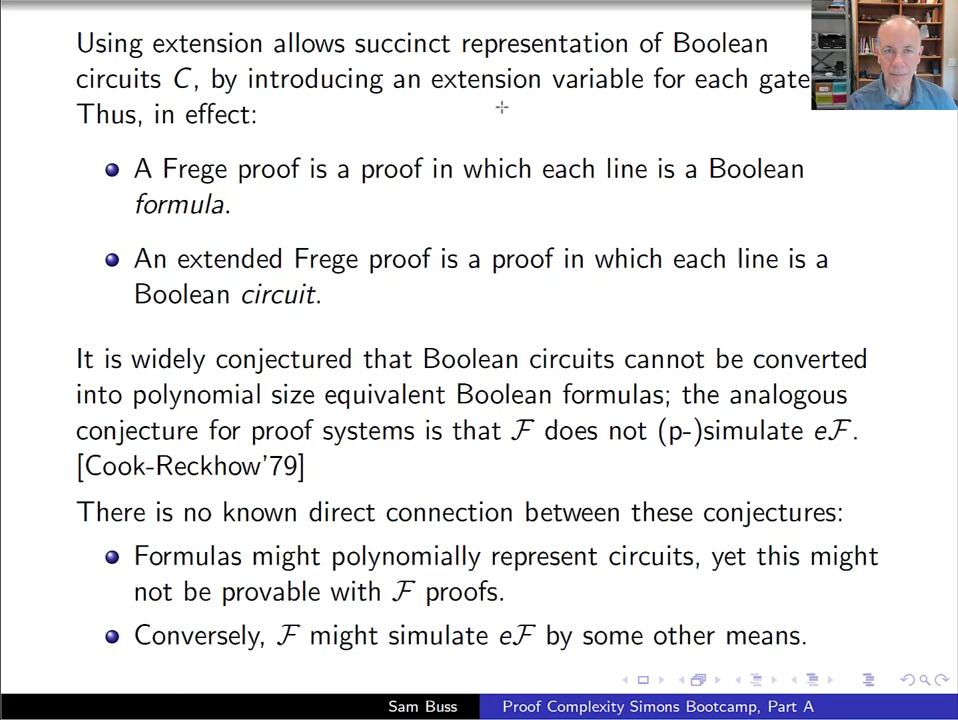 Using extension allows succinct representation of Boolean
circuits C, by introducing an extension variable for each gate
Thus, in effect:
A Frege proof is a proof in which each line is a Boolean
formula.
An extended Frege proof is a proof in which each line is a
Boolean circuit.
It is widely conjectured that Boolean circuits cannot be converted
into polynomial size equivalent Boolean formulas; the analogous
conjecture for proof systems is that ℱ does not (p-)simulate eℱ.
[Cook-Reckhow'79]
There is no known direct connection between these conjectures:
Formulas might polynomially represent circuits, yet this might
not be provable with ℱ proofs.
Conversely, ℱ might simulate eℱ by some other means.
Sam Buss
Proof Complexity Simons Bootcamp, Part A